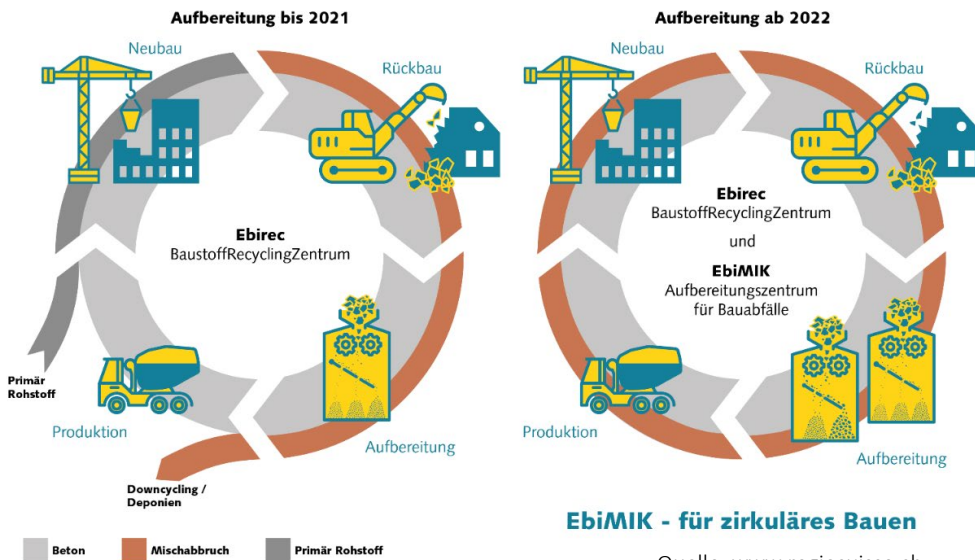 Aufbereitung bis 2021
Neubau
Rückbau
Ebirec
BaustoffRecyclingZentrum
Primär
Rohstoff
Produktion
Aufbereitung
Downcycling /
Deponien
Beton
Mischabbruch
Primär Rohstoff
Aufbereitung ab 2022
Neubau
Rückbau
Ebirec
BaustoffRecyclingZentrum
und
EbiMIK
Aufbereitungszentrum
für Bauabfälle
Produktion
Aufbereitung
EbiMIK - für zirkuläres Bauen